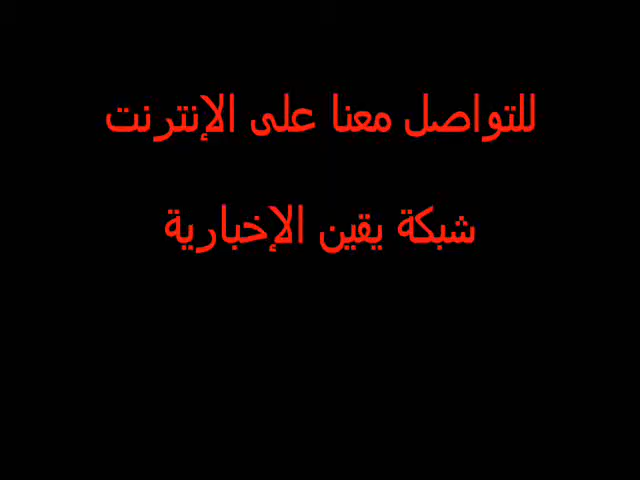 للتواصل معنا على الإنترنت
شبكة يقين الإخبارية